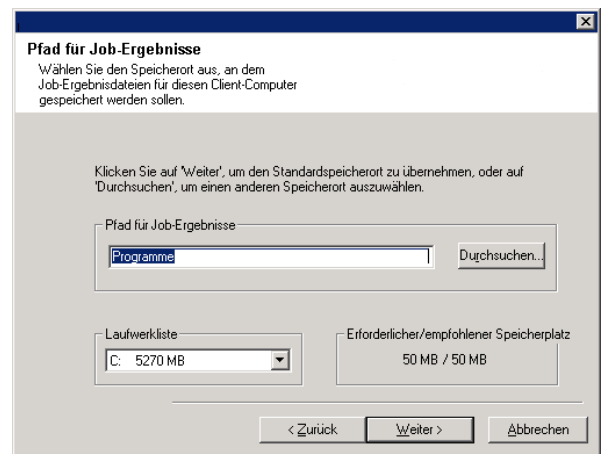 Pfad für Job-Ergebnisse
Wählen Sie den Speicherort aus, an dem
Job-Ergebnisdateien für diesen Client-Computer
gespeichert werden sollen.
Klicken Sie auf 'Weiter', um den Standardspeicherort zu übernehmen, oder auf
'Durchsuchen', um einen anderen Speicherort auszuwählen.
Pfad für Job-Ergebnisse
Programme
Durchsuchen...
Laufwerkliste
C: 5270 MB
Erforderlicher/empfohlener Speicherplatz
50 MB / 50 MB
< Zurück
Weiter >
Abbrechen